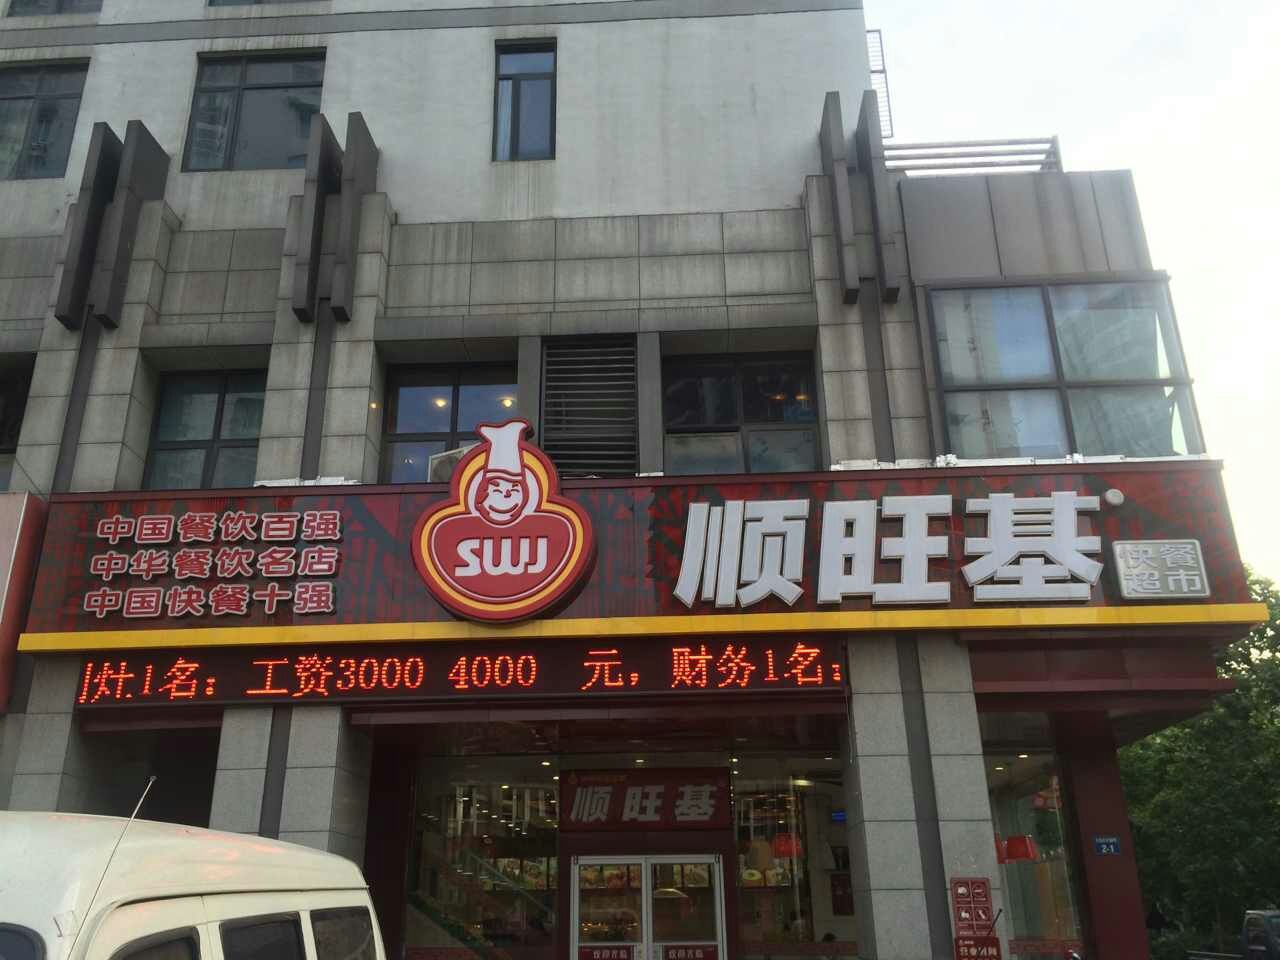 中国餐饮百强
中华餐饮名店
中国快餐十强
SWJ
顺旺基
快餐
超市
灶1名：工资3000 4000 元，财务1名：
顺旺基
2-1